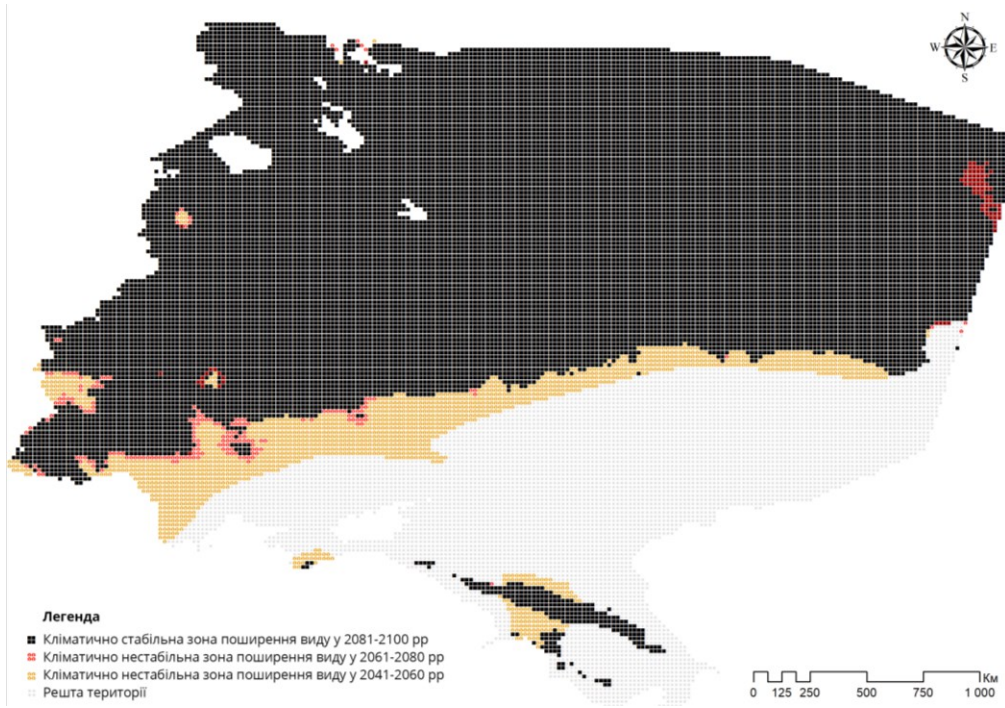 N
W E
S
Легенда
Кліматично стабільна зона поширення виду у 2081-2100 рр
Кліматично нестабільна зона поширення виду у 2061-2080 рр
Кліматично нестабільна зона поширення виду у 2041-2060 рр
Решта території
Км
0 125 250 500 750 1 000